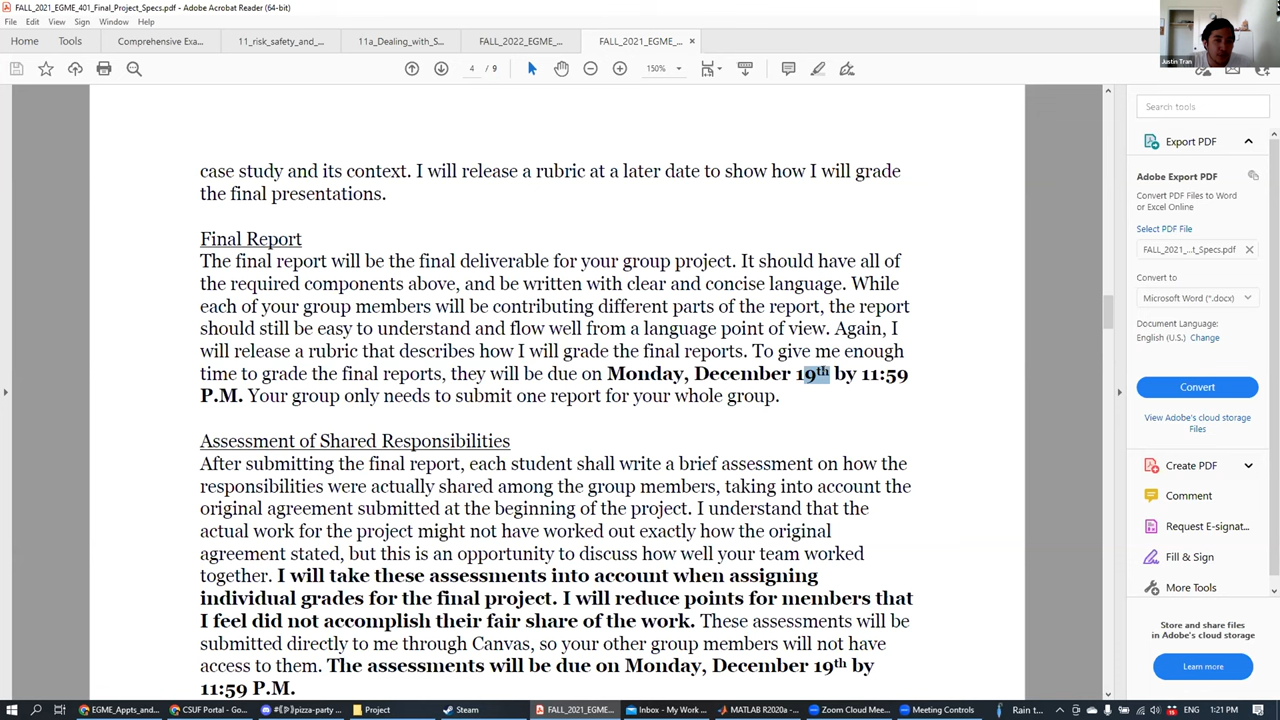 FALL_2021_EGME_401_Final_Project_Specs.pdf - Adobe Acrobat Reader (64-bit)
File Edit View Sign Window Help
Home Tools Comprehensive Exa... 11_risk_safety_and_... 11a_Dealing_with_S... FALL_2022_EGME_... FALL_2021_EGME_... ×
4 / 9 150%
Justin Tran
case study and its context. I will release a rubric at a later date to show how I will grade
the final presentations.
Final Report
The final report will be the final deliverable for your group project. It should have all of
the required components above, and be written with clear and concise language. While
each of your group members will be contributing different parts of the report, the report
should still be easy to understand and flow well from a language point of view. Again, I
will release a rubric that describes how I will grade the final reports. To give me enough
time to grade the final reports, they will be due on Monday, December 19th by 11:59
P.M. Your group only needs to submit one report for your whole group.
Assessment of Shared Responsibilities
After submitting the final report, each student shall write a brief assessment on how the
responsibilities were actually shared among the group members, taking into account the
original agreement submitted at the beginning of the project. I understand that the
actual work for the project might not have worked out exactly how the original
agreement stated, but this is an opportunity to discuss how well your team worked
together. I will take these assessments into account when assigning
individual grades for the final project. I will reduce points for members that
I feel did not accomplish their fair share of the work. These assessments will be
submitted directly to me through Canvas, so your other group members will not have
access to them. The assessments will be due on Monday, December 19th by
11:59 P.M.
Search tools
Export PDF
Adobe Export PDF
Convert PDF Files to Word
or Excel Online
Select PDF File
FALL_2021_...t_Specs.pdf ×
Convert to
Microsoft Word (*.docx)
Document Language:
English (U.S.) Change
Convert
View Adobe's cloud storage
Files
Create PDF
Comment
Request E-signat...
Fill & Sign
More Tools
Store and share files
in Adobe's cloud storage
Learn more
EGME_Appts_and... CSUF Portal - Go... pizza-party ... Project Steam FALL_2021_EGME... Inbox - My Work ... MATLAB R2020a - ... Zoom Cloud Mee... Meeting Controls Rain t... 15 1:21 PM